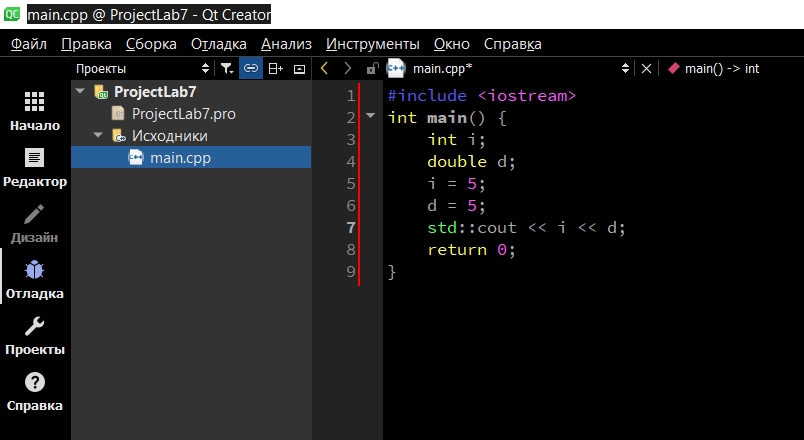 QC main.cpp @ ProjectLab7 - Qt Creator
Файл Правка Сборка Отладка Анализ Инструменты Окно Справка
Проекты main.cpp* main() -> int
Начало
Редактор
Дизайн
Отладка
Проекты
Справка
ProjectLab7
ProjectLab7.pro
Исходники
main.cpp
1 #include <iostream>
2 int main() {
3 int i;
4 double d;
5 i = 5;
6 d = 5;
7 std::cout << i << d;
8 return 0;
9 }